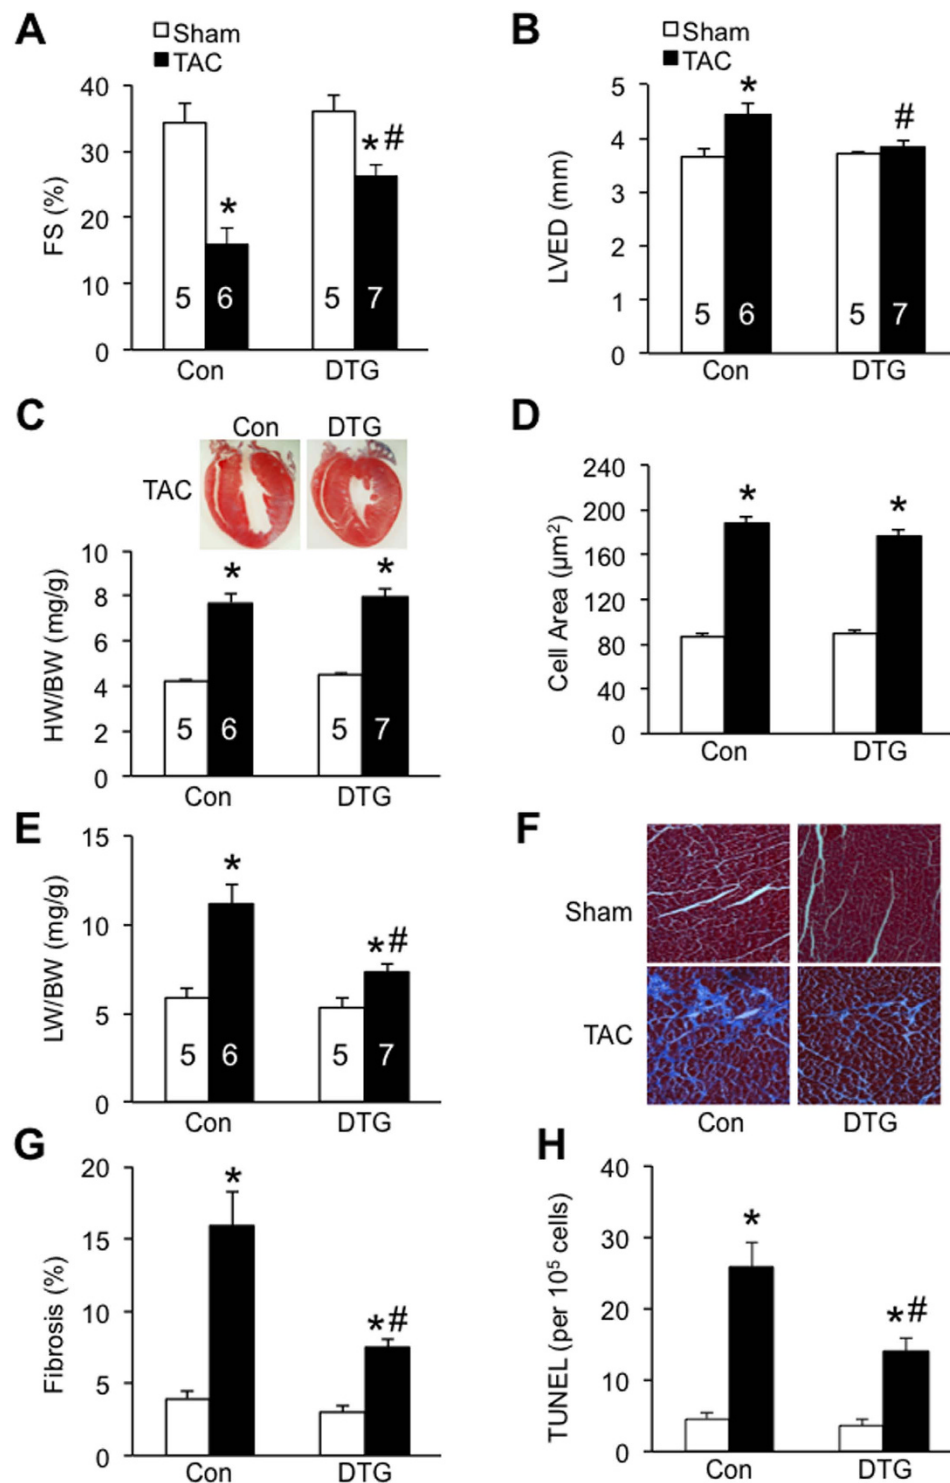 A
Sham
TAC
FS (%)
40
30
20
10
0
*
*#
5
6
5
7
Con
DTG
B
Sham
TAC
LVED (mm)
5
4
3
2
1
0
*
#
5
6
5
7
Con
DTG
C
Con
DTG
TAC
HW/BW (mg/g)
10
8
6
4
2
0
*
*
5
6
5
7
Con
DTG
D
Cell Area (µm²)
240
200
160
120
80
40
0
*
*
Con
DTG
E
LW/BW (mg/g)
15
10
5
0
*
*#
5
6
5
7
Con
DTG
F
Sham
TAC
Con
DTG
G
Fibrosis (%)
20
15
10
5
0
*
*#
Con
DTG
H
TUNEL (per 10⁵ cells)
40
30
20
10
0
*
*#
Con
DTG